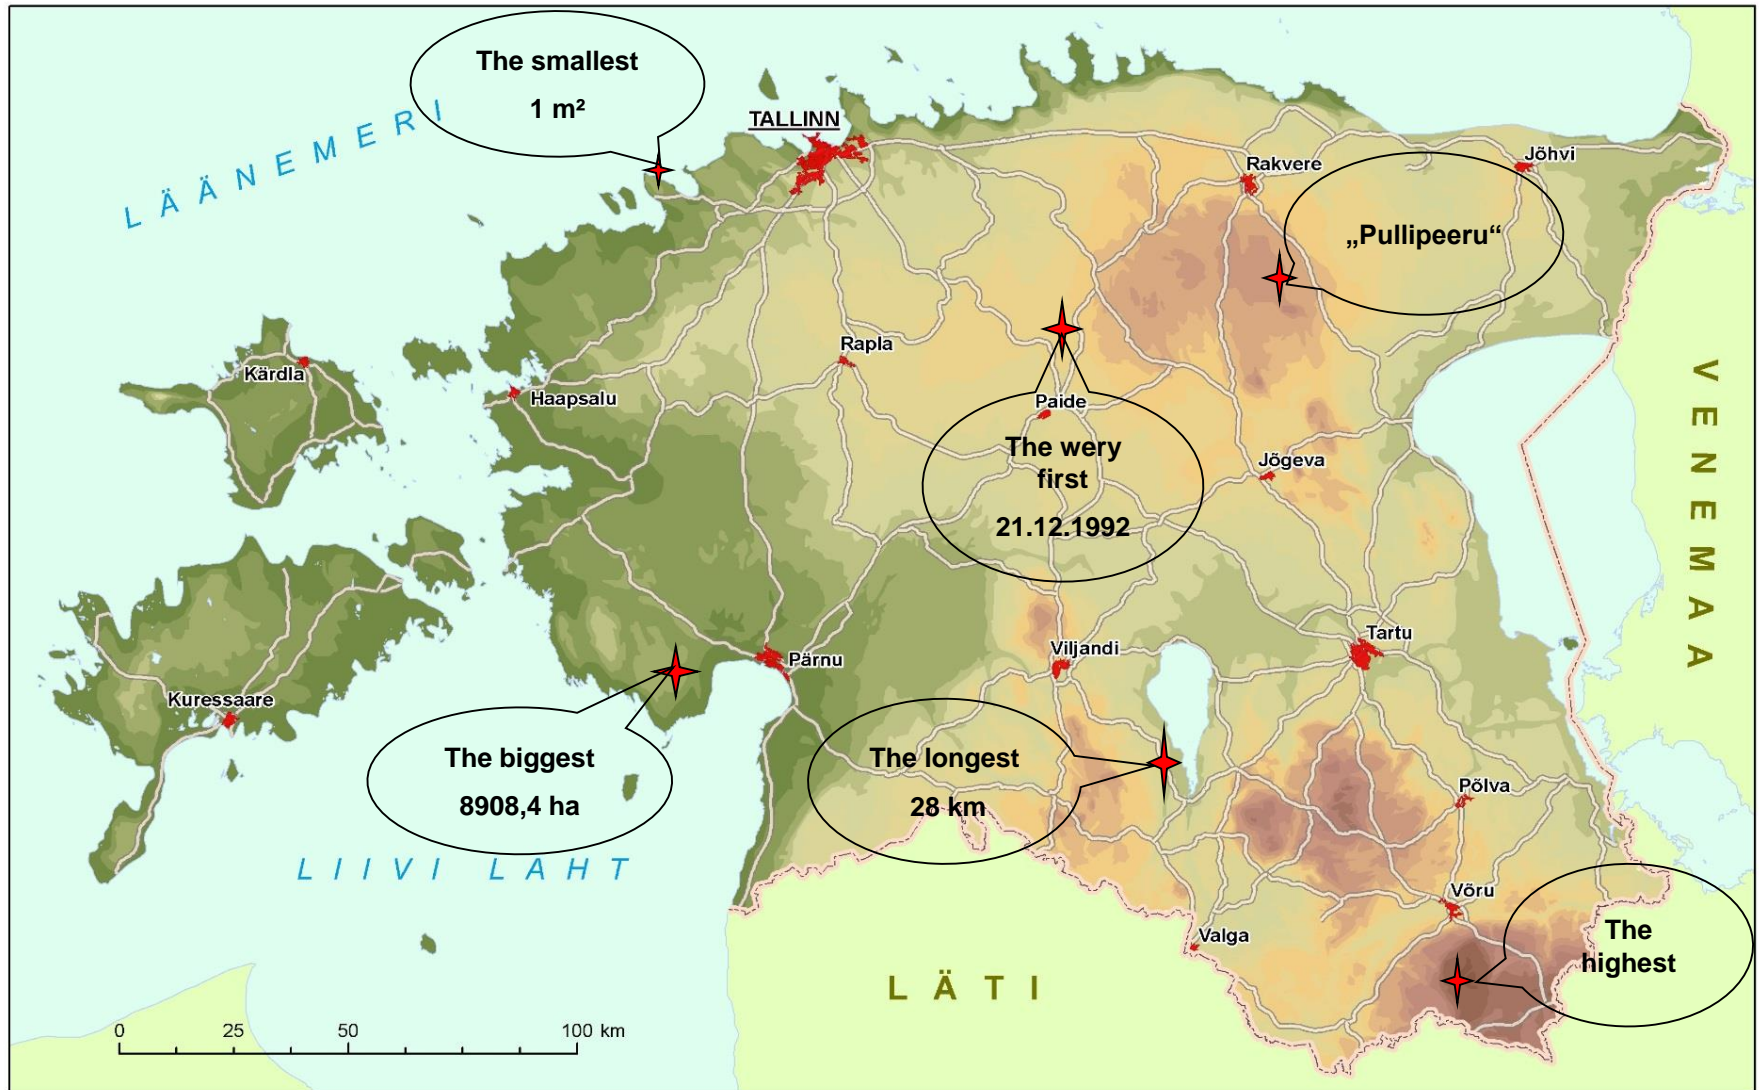 The smallest
1 m²
LÄÄNEMERI
TALLINN
Rakvere
Jõhvi
„Pullipeeru“
Rapla
Kärdla
Haapsalu
Paide
The wery
first
21.12.1992
Jõgeva
VENEMAA
Tartu
Viljandi
Pärnu
Kuressaare
The biggest
8908,4 ha
The longest
28 km
Põlva
LIIVI LAHT
Võru
Valga
The
highest
LÄTI
0 25 50 100 km